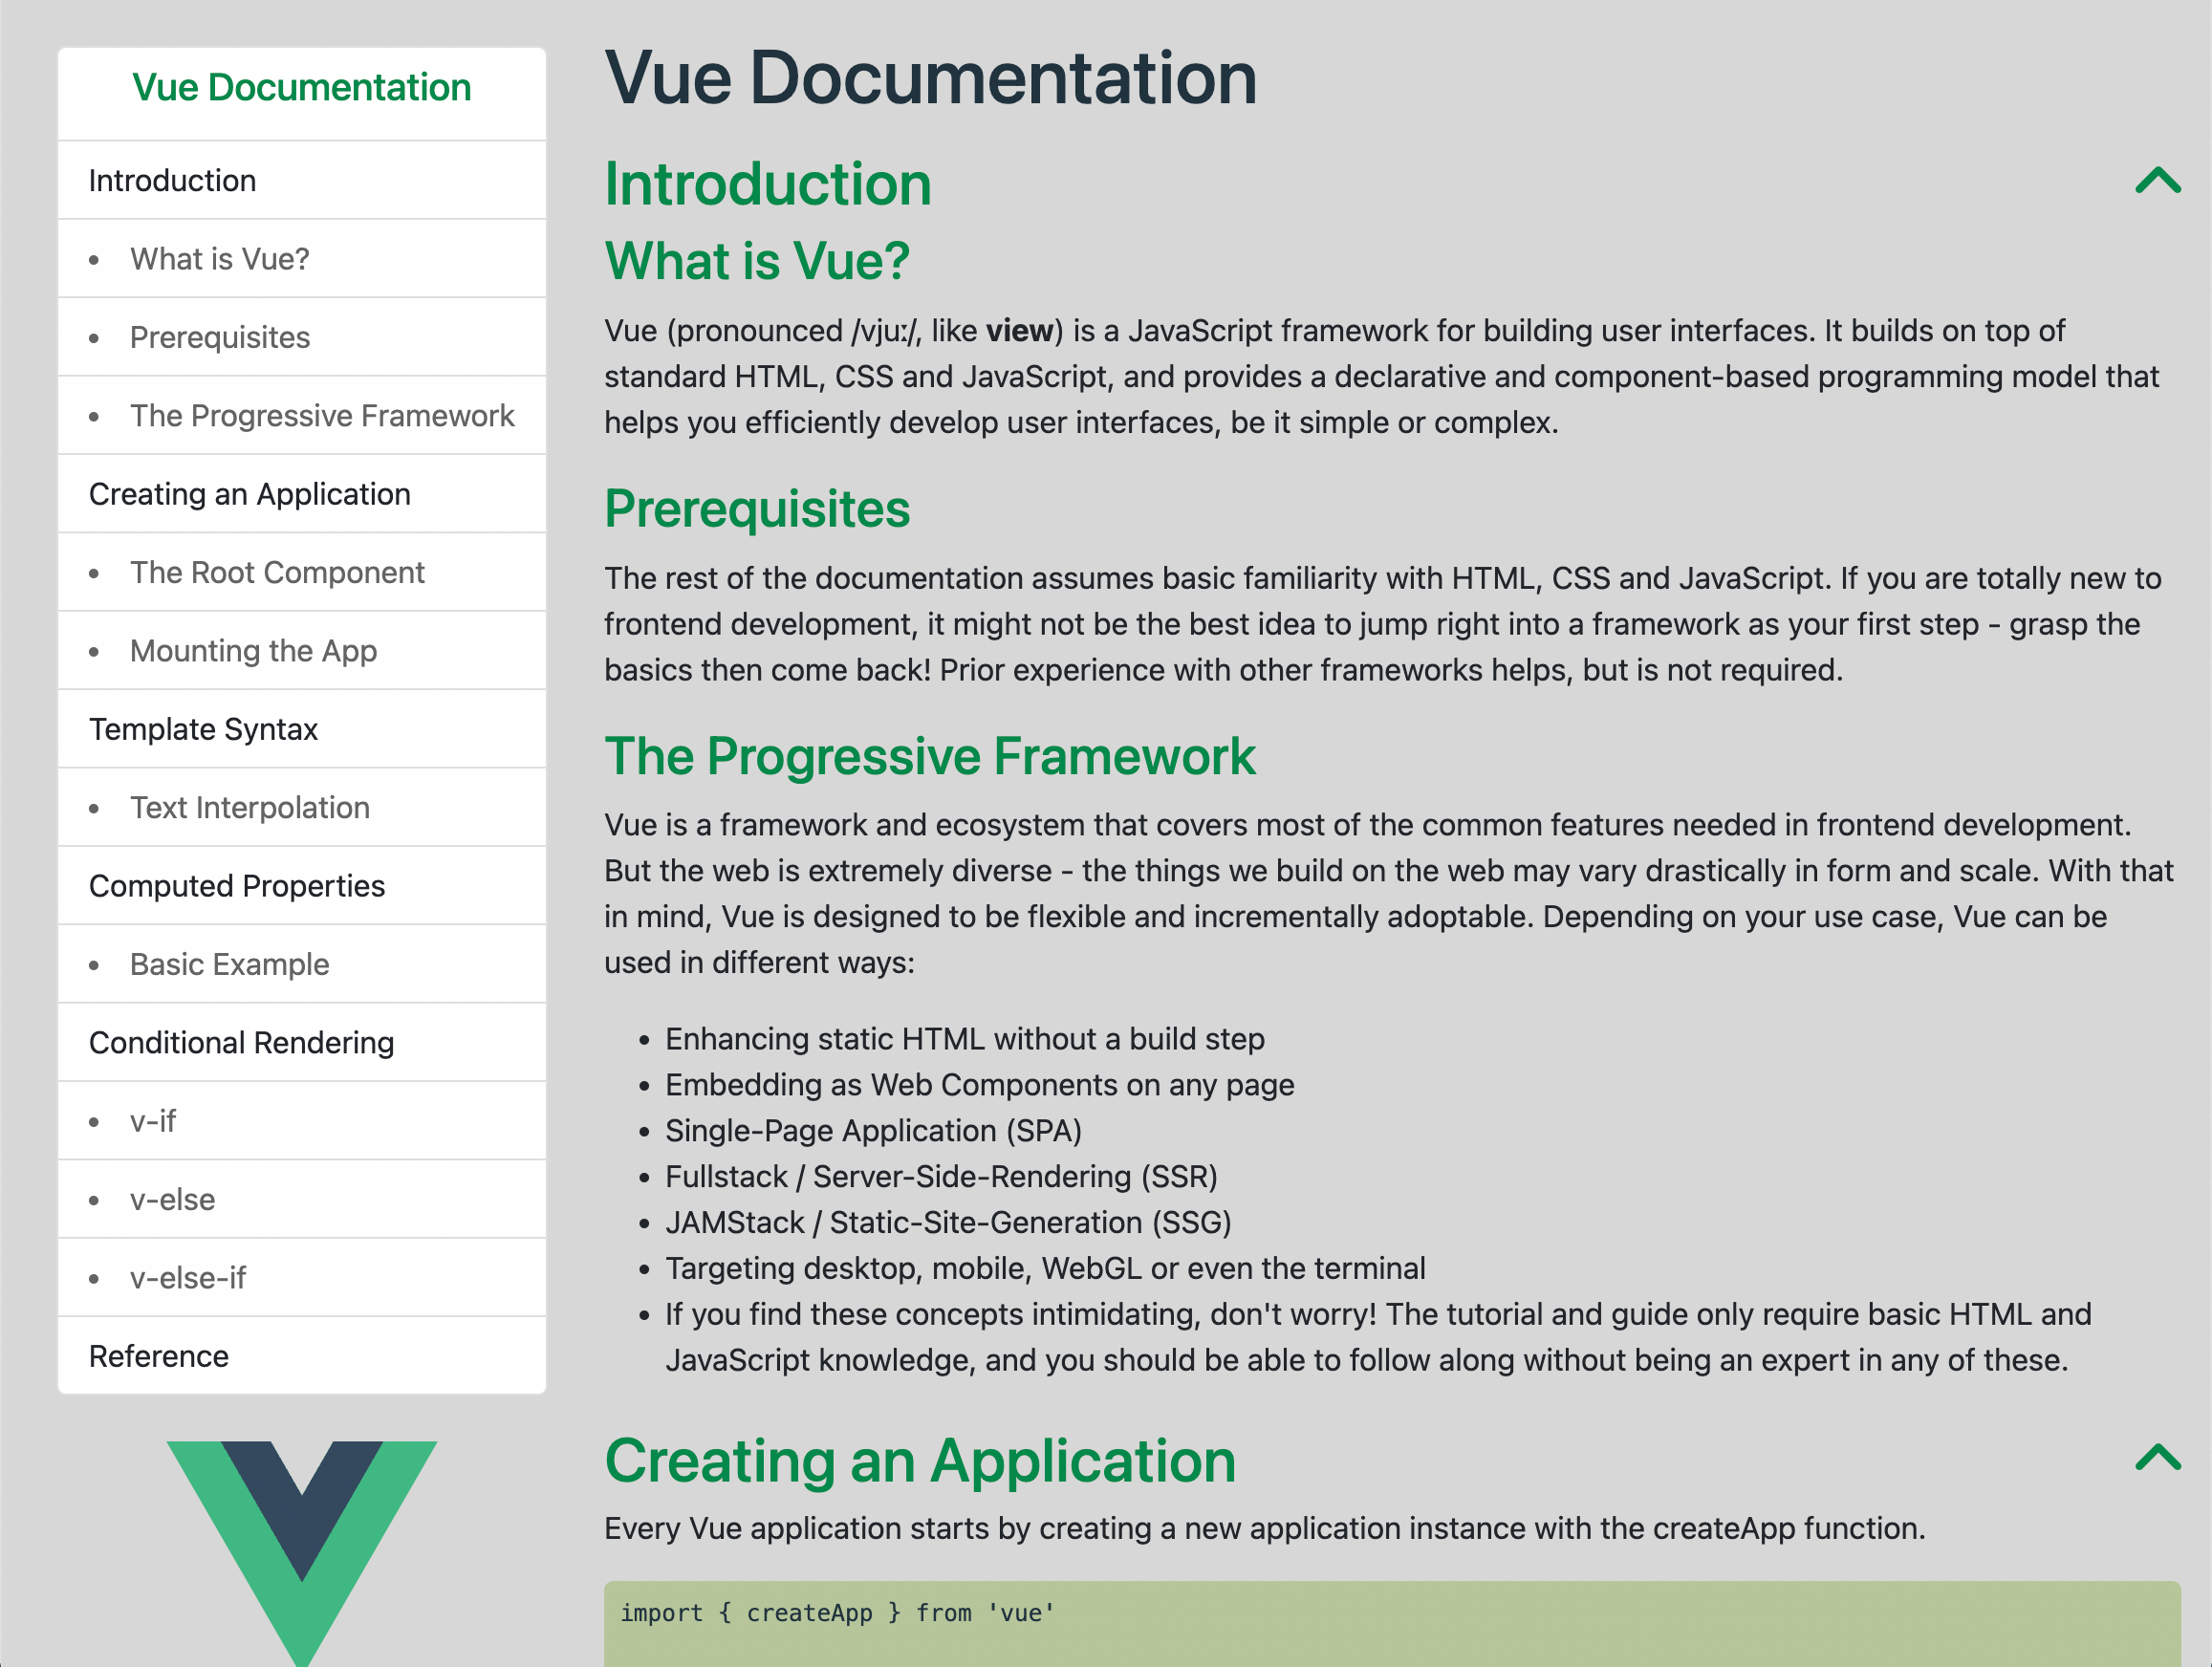 Vue Documentation
Introduction
• What is Vue?
• Prerequisites
• The Progressive Framework
Creating an Application
• The Root Component
• Mounting the App
Template Syntax
• Text Interpolation
Computed Properties
• Basic Example
Conditional Rendering
• v-if
• v-else
• v-else-if
Reference
Vue Documentation
Introduction
What is Vue?
Vue (pronounced /vjuː/, like view) is a JavaScript framework for building user interfaces. It builds on top of
standard HTML, CSS and JavaScript, and provides a declarative and component-based programming model that
helps you efficiently develop user interfaces, be it simple or complex.
Prerequisites
The rest of the documentation assumes basic familiarity with HTML, CSS and JavaScript. If you are totally new to
frontend development, it might not be the best idea to jump right into a framework as your first step - grasp the
basics then come back! Prior experience with other frameworks helps, but is not required.
The Progressive Framework
Vue is a framework and ecosystem that covers most of the common features needed in frontend development.
But the web is extremely diverse - the things we build on the web may vary drastically in form and scale. With that
in mind, Vue is designed to be flexible and incrementally adoptable. Depending on your use case, Vue can be
used in different ways:
• Enhancing static HTML without a build step
• Embedding as Web Components on any page
• Single-Page Application (SPA)
• Fullstack / Server-Side-Rendering (SSR)
• JAMStack / Static-Site-Generation (SSG)
• Targeting desktop, mobile, WebGL or even the terminal
• If you find these concepts intimidating, don't worry! The tutorial and guide only require basic HTML and
JavaScript knowledge, and you should be able to follow along without being an expert in any of these.
Creating an Application
Every Vue application starts by creating a new application instance with the createApp function.
import { createApp } from 'vue'